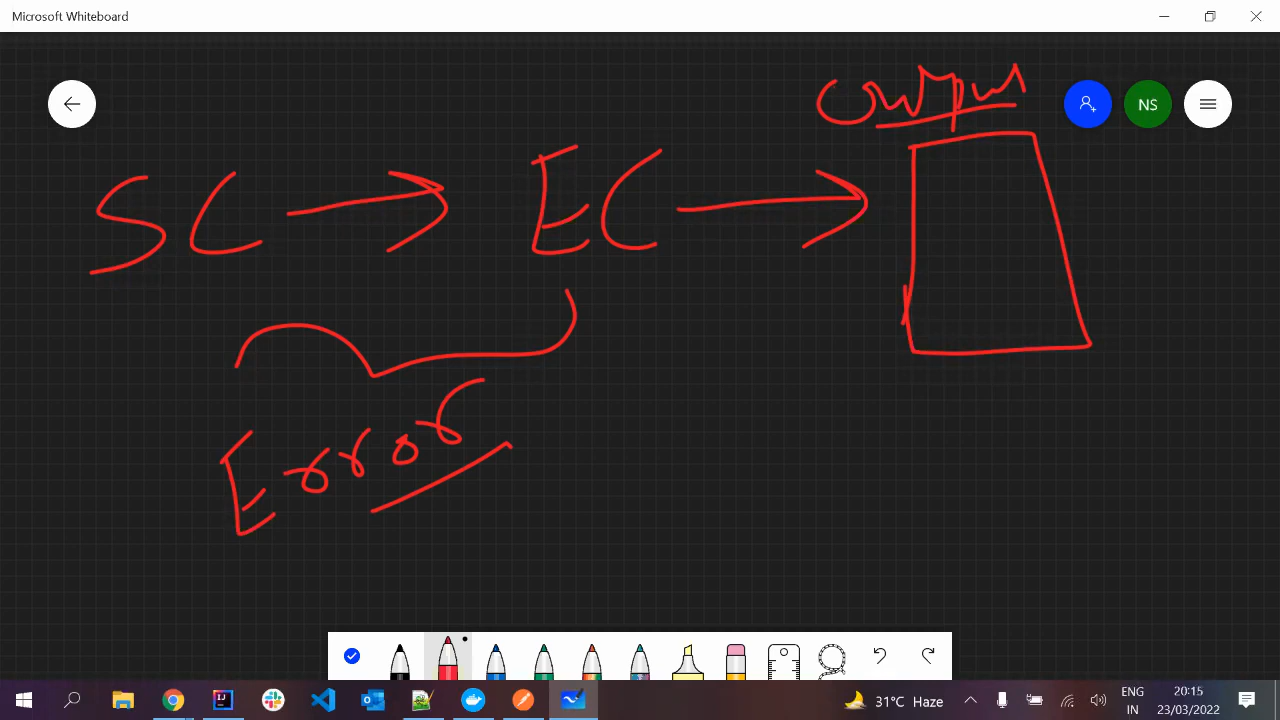 Microsoft Whiteboard
Output
NS
SC → EC →
Error
31°C Haze
ENG
IN
20:15
23/03/2022